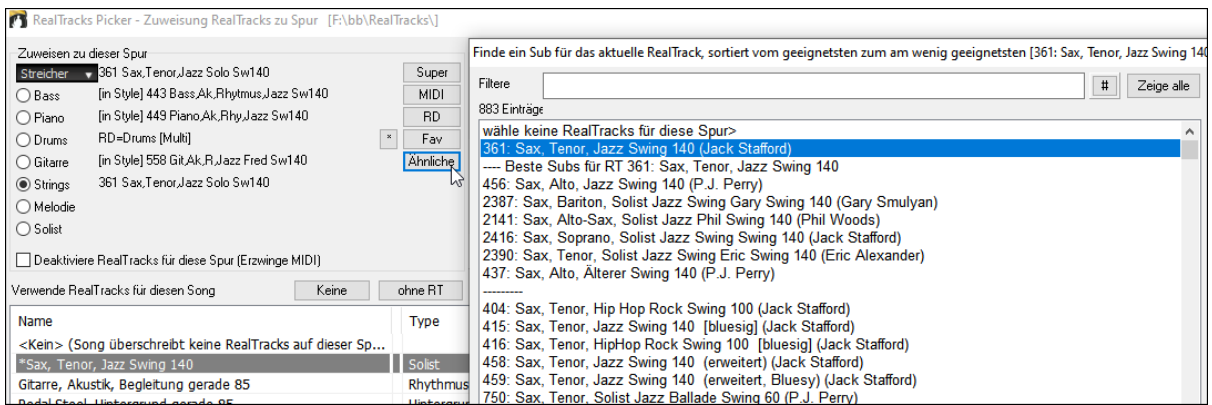 RealTracks Picker - Zuweisung RealTracks zu Spur [F:\bb\RealTracks\]
Zuweisen zu dieser Spur
Streicher 361 Sax,Tenor,Jazz Solo Sw140 Super
Bass [in Style] 443 Bass,Ak,Rhytmus,Jazz Sw140 MIDI
Piano [in Style] 449 Piano,Ak,Rhy,Jazz Sw140 RD
Drums RD=Drums [Multi] * Fav
Gitarre [in Style] 558 Git,Ak,R,Jazz Fred Sw140 Ähnliche
Strings 361 Sax,Tenor,Jazz Solo Sw140
Melodie
Solist
Deaktiviere RealTracks für diese Spur (Erzwinge MIDI)
Verwende RealTracks für diesen Song Keine ohne RT
Name Type
<Kein> (Song überschreibt keine RealTracks auf dieser Sp...
*Sax, Tenor, Jazz Swing 140 Solist
Gitarre, Akustik, Begleitung gerade 85 Rhythmus
Pedal Steel, Hintergrund gerade 85 Hintergru
Finde ein Sub für das aktuelle RealTrack, sortiert vom geeignetsten zum am wenig geeignetsten [361: Sax, Tenor, Jazz Swing 140
Filtere # Zeige alle
883 Einträge
wähle keine RealTracks für diese Spur>
361: Sax, Tenor, Jazz Swing 140 (Jack Stafford)
---- Beste Subs für RT 361: Sax, Tenor, Jazz Swing 140
456: Sax, Alto, Jazz Swing 140 (P.J. Perry)
2387: Sax, Bariton, Solist Jazz Swing Gary Swing 140 (Gary Smulyan)
2141: Sax, Alto-Sax, Solist Jazz Phil Swing 140 (Phil Woods)
2416: Sax, Soprano, Solist Jazz Swing Swing 140 (Jack Stafford)
2390: Sax, Tenor, Solist Jazz Swing Eric Swing 140 (Eric Alexander)
437: Sax, Alto, Älterer Swing 140 (P.J. Perry)
---------
404: Sax, Tenor, Hip Hop Rock Swing 100 (Jack Stafford)
415: Sax, Tenor, Jazz Swing 140 [bluesig] (Jack Stafford)
416: Sax, Tenor, HipHop Rock Swing 100 [bluesig] (Jack Stafford)
458: Sax, Tenor, Jazz Swing 140 (erweitert) (Jack Stafford)
459: Sax, Tenor, Jazz Swing 140 (erweitert, Bluesy) (Jack Stafford)
750: Sax, Tenor, Solist Jazz Ballade Swing 60 (P.J. Perry)